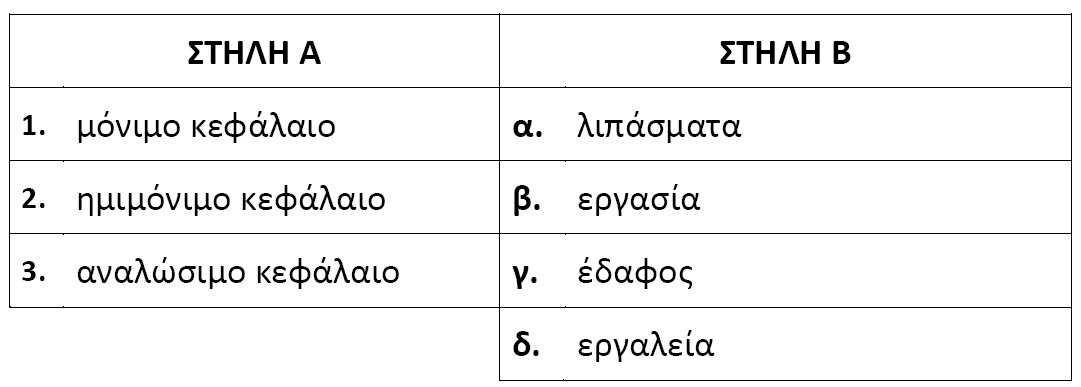 ΣΤΗΛΗ Α ΣΤΗΛΗ Β
1. μόνιμο κεφάλαιο α. λιπάσματα
2. ημιμόνιμο κεφάλαιο β. εργασία
3. αναλώσιμο κεφάλαιο γ. έδαφος
δ. εργαλεία